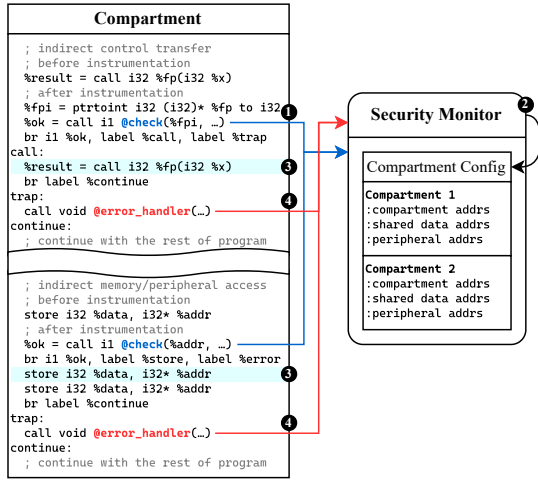 Compartment
; indirect control transfer
; before instrumentation
%result = call i32 %fp(i32 %x)
; after instrumentation
%fpi = ptrtoint i32 (i32)* %fp to i32
1
%ok = call i1 @check(%fpi, …)
br i1 %ok, label %call, label %trap
call:
%result = call i32 %fp(i32 %x)
3
br label %continue
trap:
4
call void @error_handler(…)
continue:
; continue with the rest of program
; indirect memory/peripheral access
; before instrumentation
store i32 %data, i32* %addr
; after instrumentation
%ok = call i1 @check(%addr, …)
br i1 %ok, label %store, label %error
store i32 %data, i32* %addr
3
store i32 %data, i32* %addr
br label %continue
trap:
4
call void @error_handler(…)
continue:
; continue with the rest of program
2
Security Monitor
Compartment Config
Compartment 1
:compartment addrs
:shared data addrs
:peripheral addrs
Compartment 2
:compartment addrs
:shared data addrs
:peripheral addrs